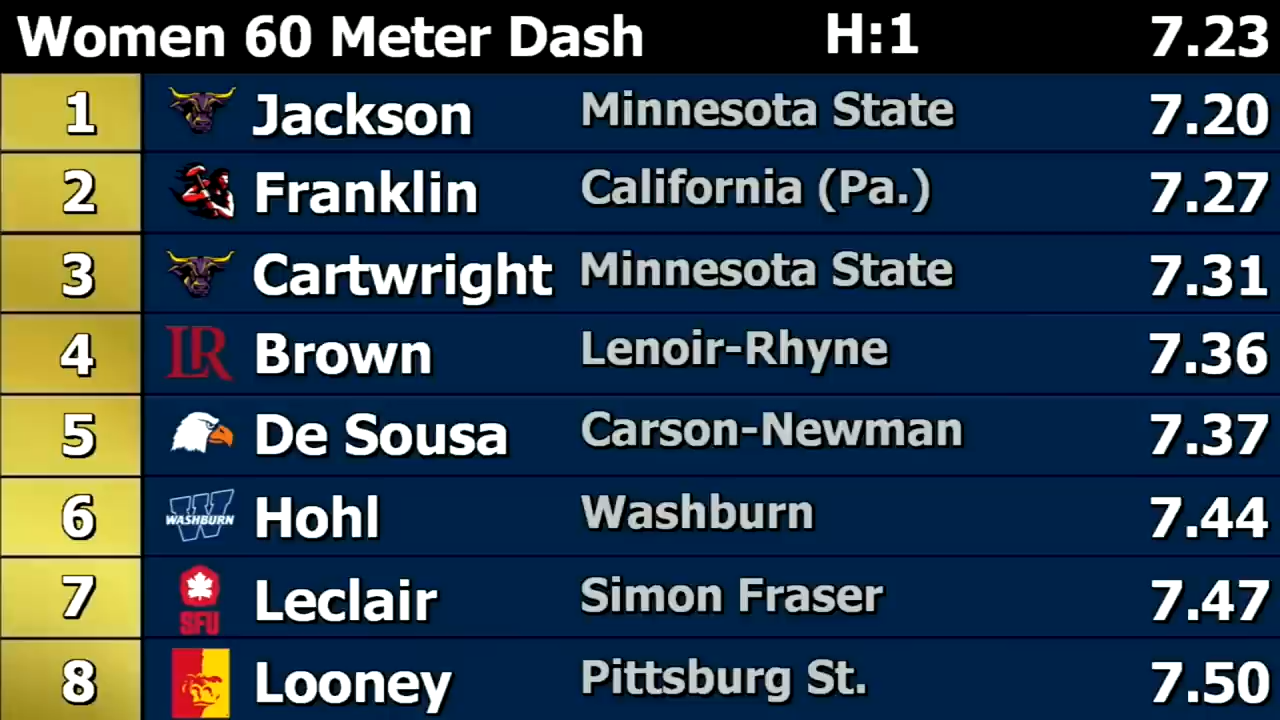 Women 60 Meter Dash H:1 7.23
1 Jackson Minnesota State 7.20
2 Franklin California (Pa.) 7.27
3 Cartwright Minnesota State 7.31
4 LR Brown Lenoir-Rhyne 7.36
5 De Sousa Carson-Newman 7.37
6 W WASHBURN Hohl Washburn 7.44
7 SFU Leclair Simon Fraser 7.47
8 Looney Pittsburg St. 7.50